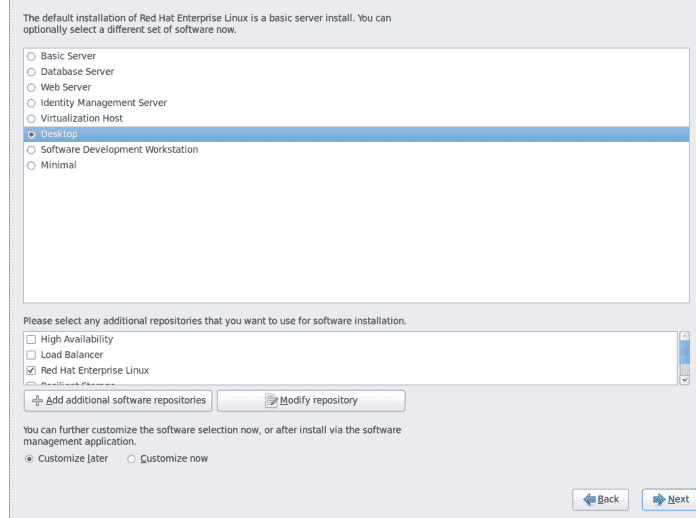 The default installation of Red Hat Enterprise Linux is a basic server install. You can
optionally select a different set of software now.
Basic Server
Database Server
Web Server
Identity Management Server
Virtualization Host
Desktop
Software Development Workstation
Minimal
Please select any additional repositories that you want to use for software installation.
High Availability
Load Balancer
Red Hat Enterprise Linux
Resilient Storage
Add additional software repositories
Modify repository
You can further customize the software selection now, or after install via the software
management application.
Customize later
Customize now
Back
Next